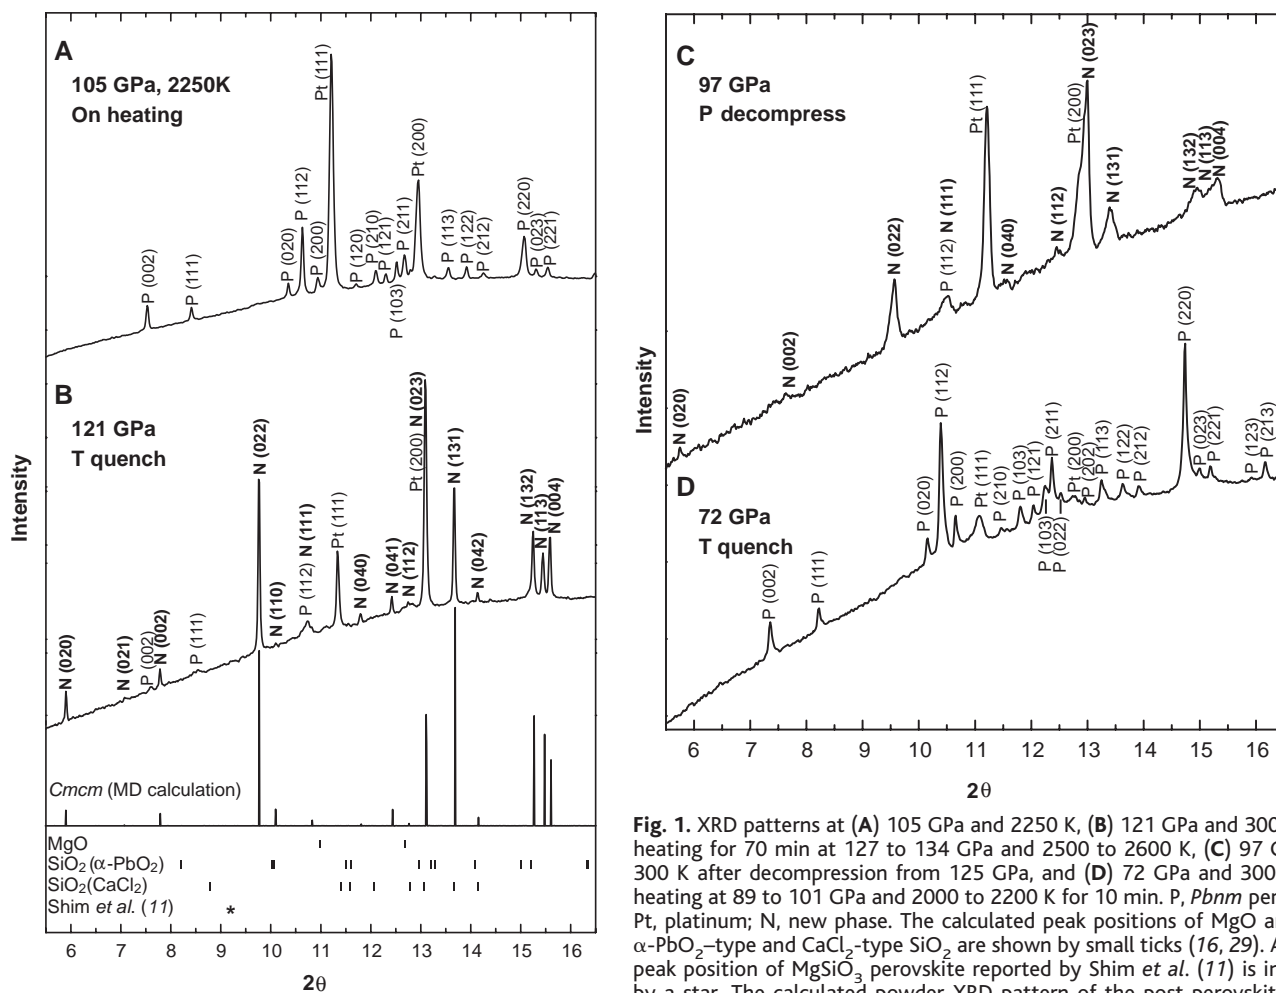 A
105 GPa, 2250K
On heating
P (002)
P (111)
P (020)
P (112)
P (200)
Pt (111)
P (120)
P (210)
P (121)
P (103)
P (211)
Pt (200)
P (113)
P (122)
P (212)
P (220)
P (023)
P (221)
B
121 GPa
T quench
N (020)
N (021)
P (002)
N (002)
P (111)
N (022)
N (110)
P (112) N (111)
Pt (111)
N (040)
N (041)
N (112)
Pt (200) N (023)
N (131)
N (042)
N (132)
N (113)
N (004)
Intensity
Cmcm (MD calculation)
MgO
SiO2 (α-PbO2)
SiO2(CaCl2)
Shim et al. (11)
*
6 7 8 9 10 11 12 13 14 15 16
2θ
C
97 GPa
P decompress
N (020)
N (002)
N (022)
P (112) N (111)
Pt (111)
N (040)
N (112)
Pt (200)
N (023)
N (131)
N (132)
N (113)
N (004)
D
72 GPa
T quench
P (002)
P (111)
P (020)
P (112)
P (200)
Pt (111)
P (210)
P (103)
P (121)
P (103)
P (211)
P (022)
Pt (200)
P (202)
P (113)
P (122)
P (212)
P (220)
P (023)
P (221)
P (123)
P (213)
Intensity
6 7 8 9 10 11 12 13 14 15 16
2θ
Fig. 1. XRD patterns at (A) 105 GPa and 2250 K, (B) 121 GPa and 300
heating for 70 min at 127 to 134 GPa and 2500 to 2600 K, (C) 97 G
300 K after decompression from 125 GPa, and (D) 72 GPa and 300
heating at 89 to 101 GPa and 2000 to 2200 K for 10 min. P, Pbnm per
Pt, platinum; N, new phase. The calculated peak positions of MgO a
α-PbO2–type and CaCl2-type SiO2 are shown by small ticks (16, 29). A
peak position of MgSiO3 perovskite reported by Shim et al. (11) is in
by a star. The calculated powder XRD pattern of the post perovskit